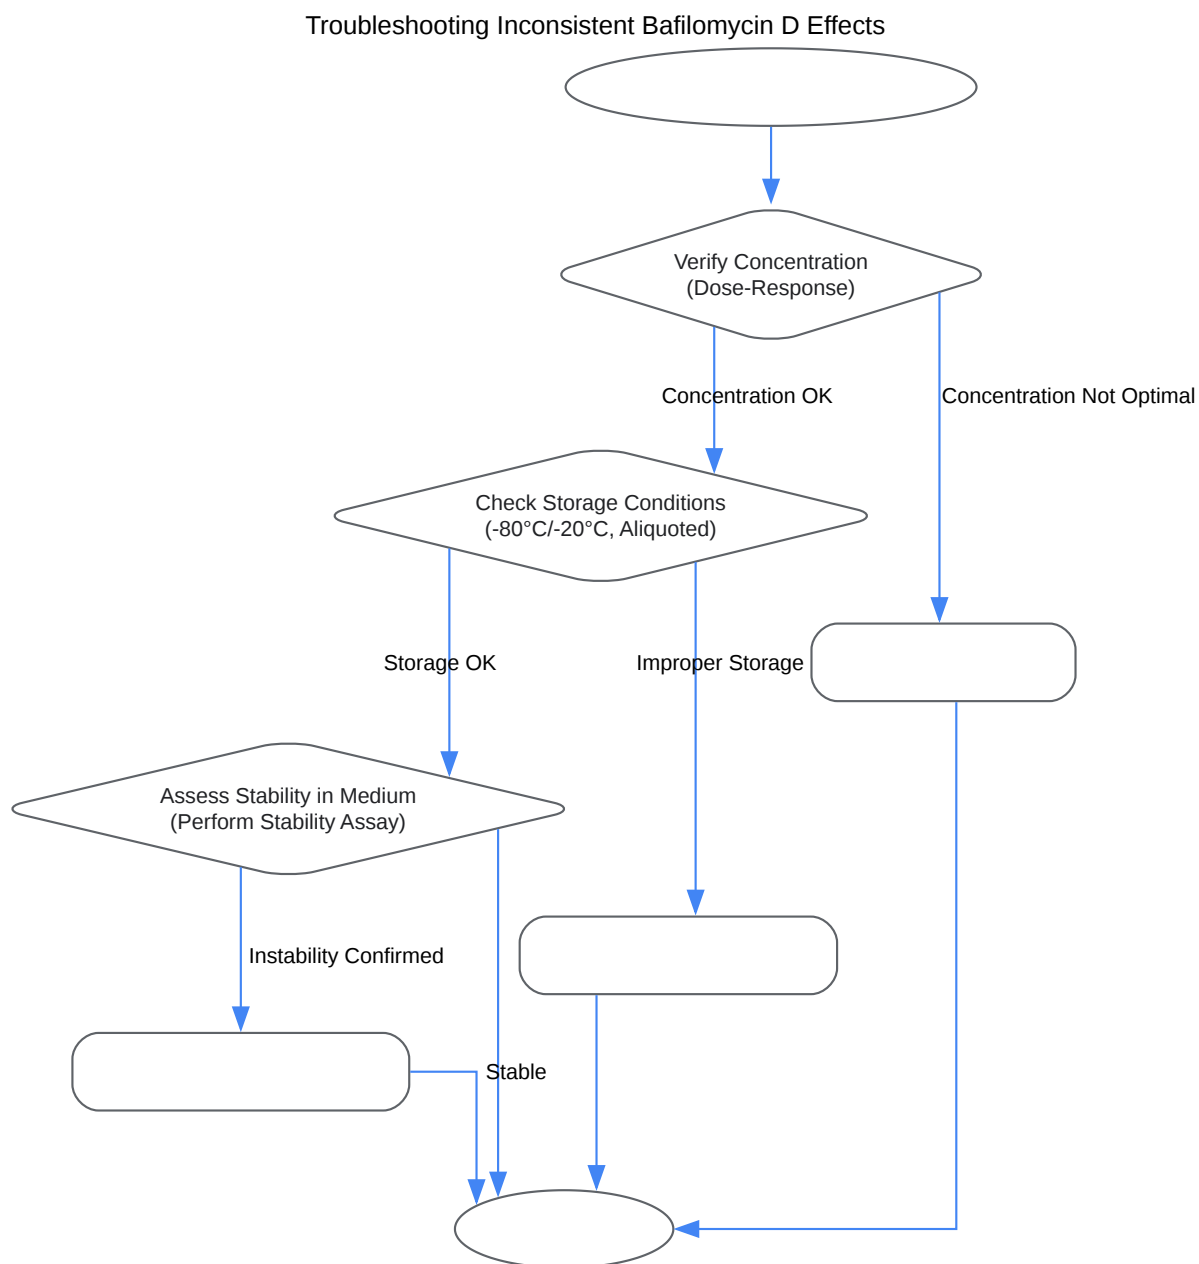 Troubleshooting Inconsistent Bafilomycin D Effects
Verify Concentration
(Dose-Response)
Concentration OK
Concentration Not Optimal
Check Storage Conditions
(-80°C/-20°C, Aliquoted)
Storage OK
Improper Storage
Assess Stability in Medium
(Perform Stability Assay)
Instability Confirmed
Stable